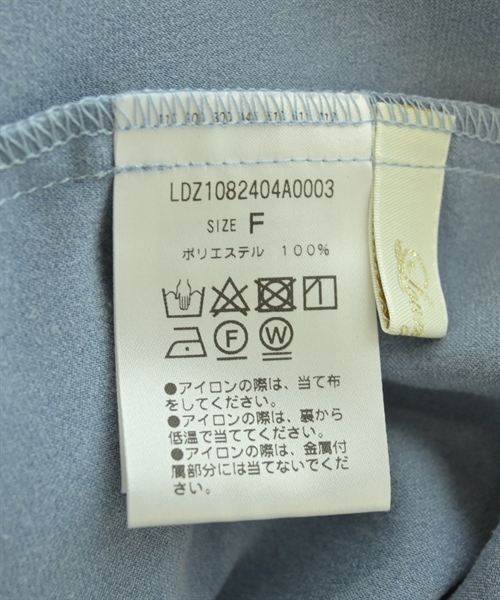 LDZ1082404A0003
SIZE F
ポリエステル 100%
F W
●アイロンの際は、当て布
をしてください。
●アイロンの際は、裏から
低温で当ててください。
●アイロンの際は、金属付
属部分には当てないでくだ
さい。